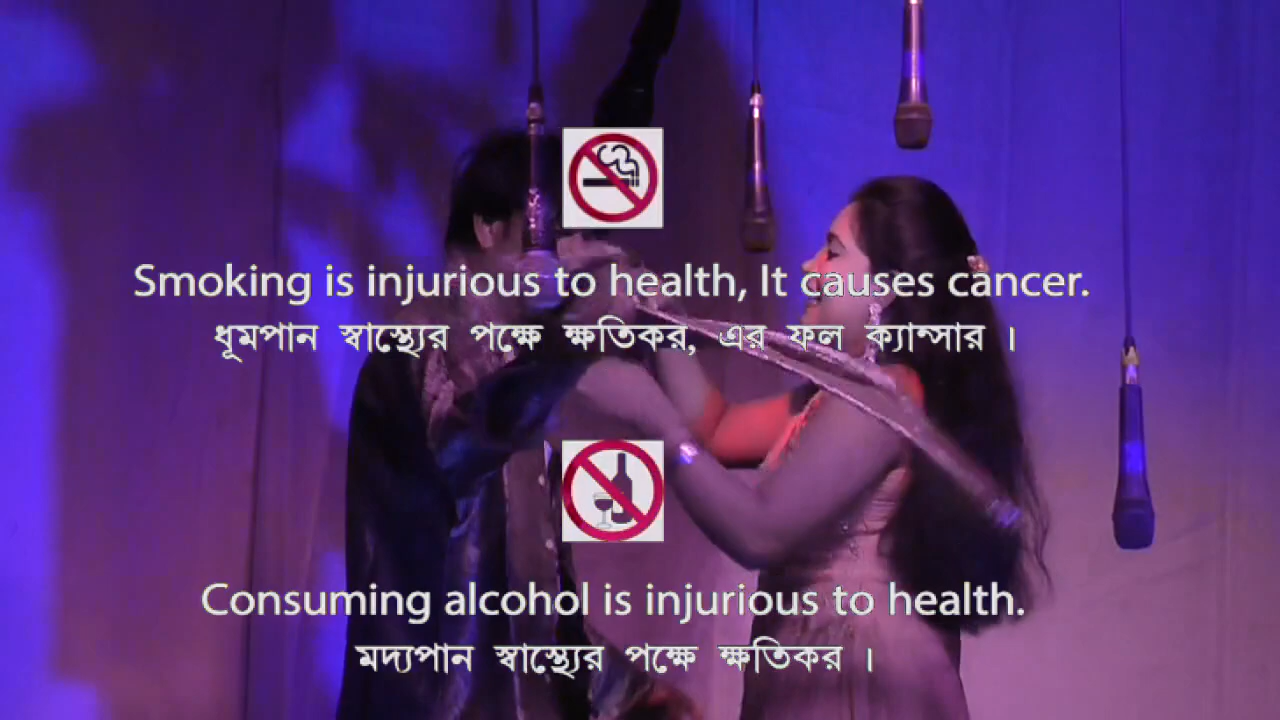 Smoking is injurious to health, It causes cancer.
ধূমপান স্বাস্থ্যের পক্ষে ক্ষতিকর, এর ফল ক্যান্সার ।
Consuming alcohol is injurious to health.
মদ্যপান স্বাস্থ্যের পক্ষে ক্ষতিকর ।